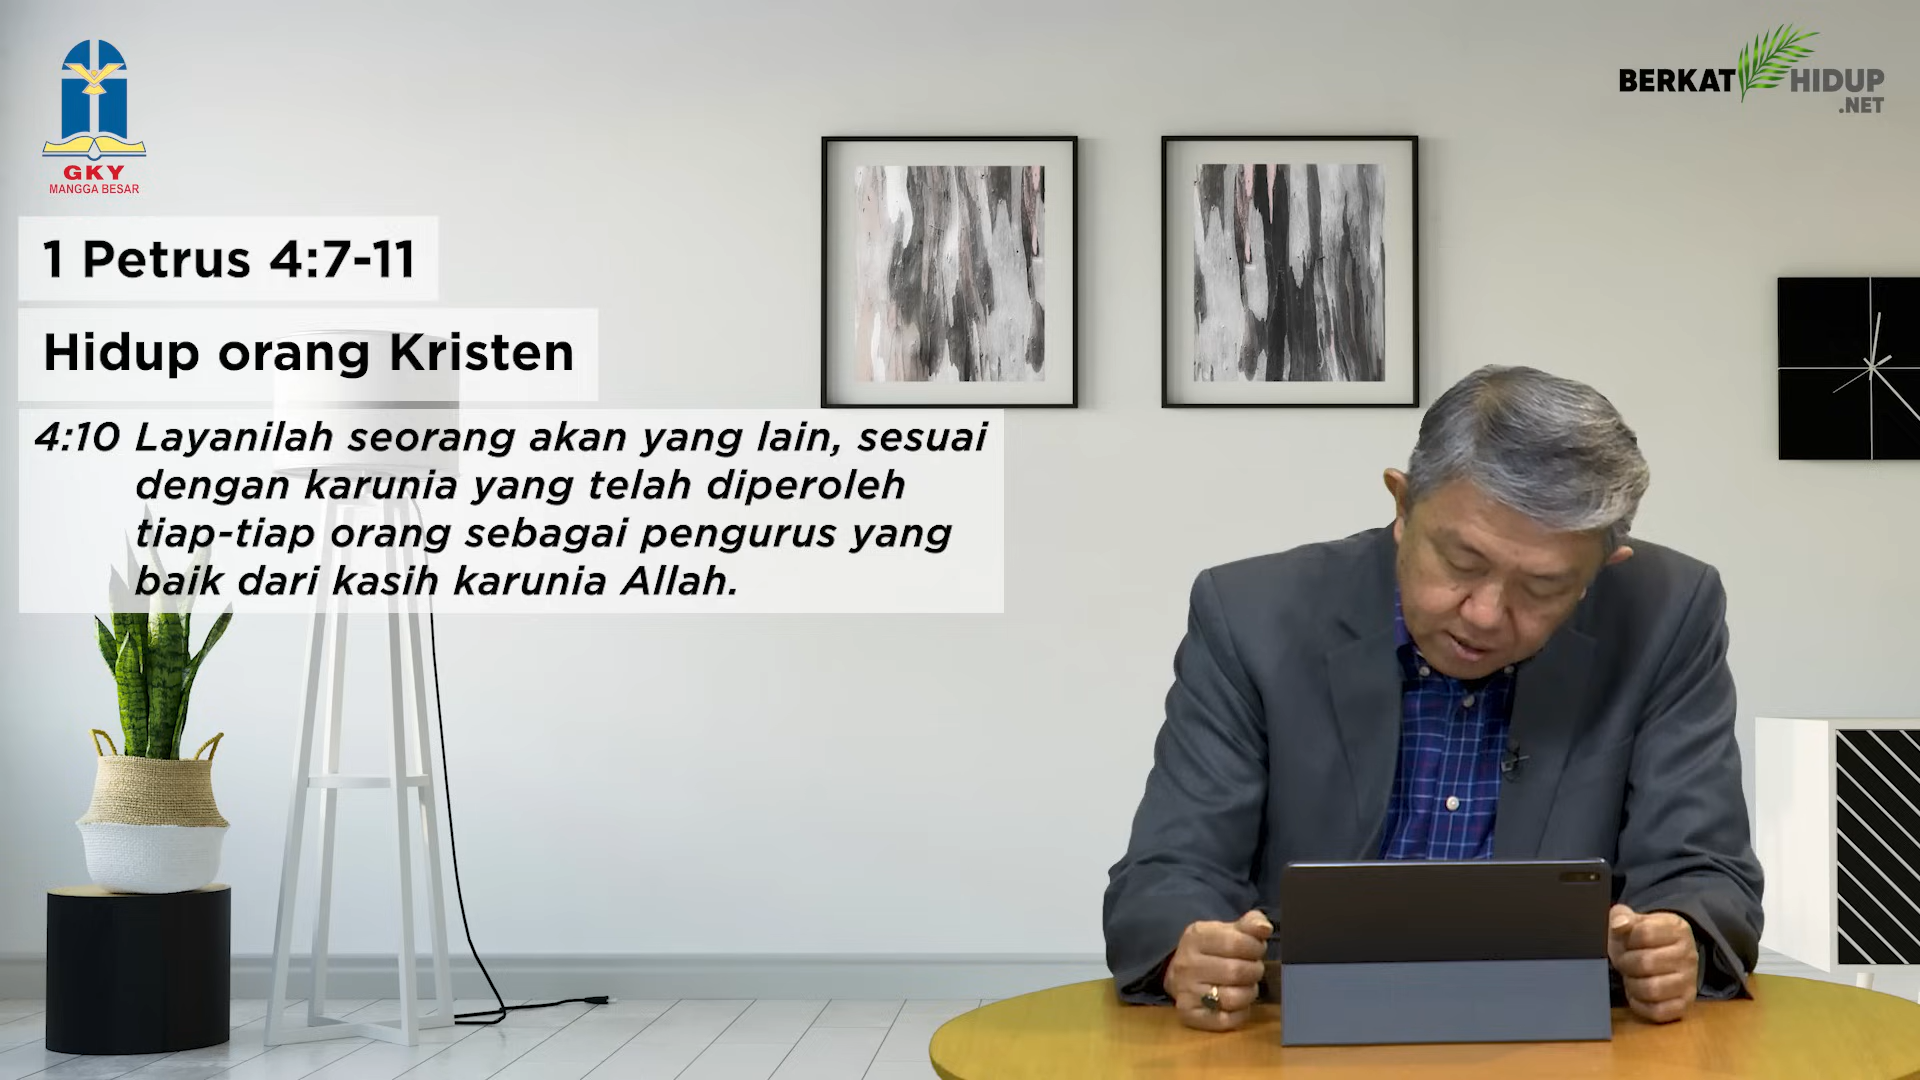 GKY
MANGGA BESAR
BERKAT HIDUP
.NET
1 Petrus 4:7-11
Hidup orang Kristen
4:10 Layanilah seorang akan yang lain, sesuai
dengan karunia yang telah diperoleh
tiap-tiap orang sebagai pengurus yang
baik dari kasih karunia Allah.